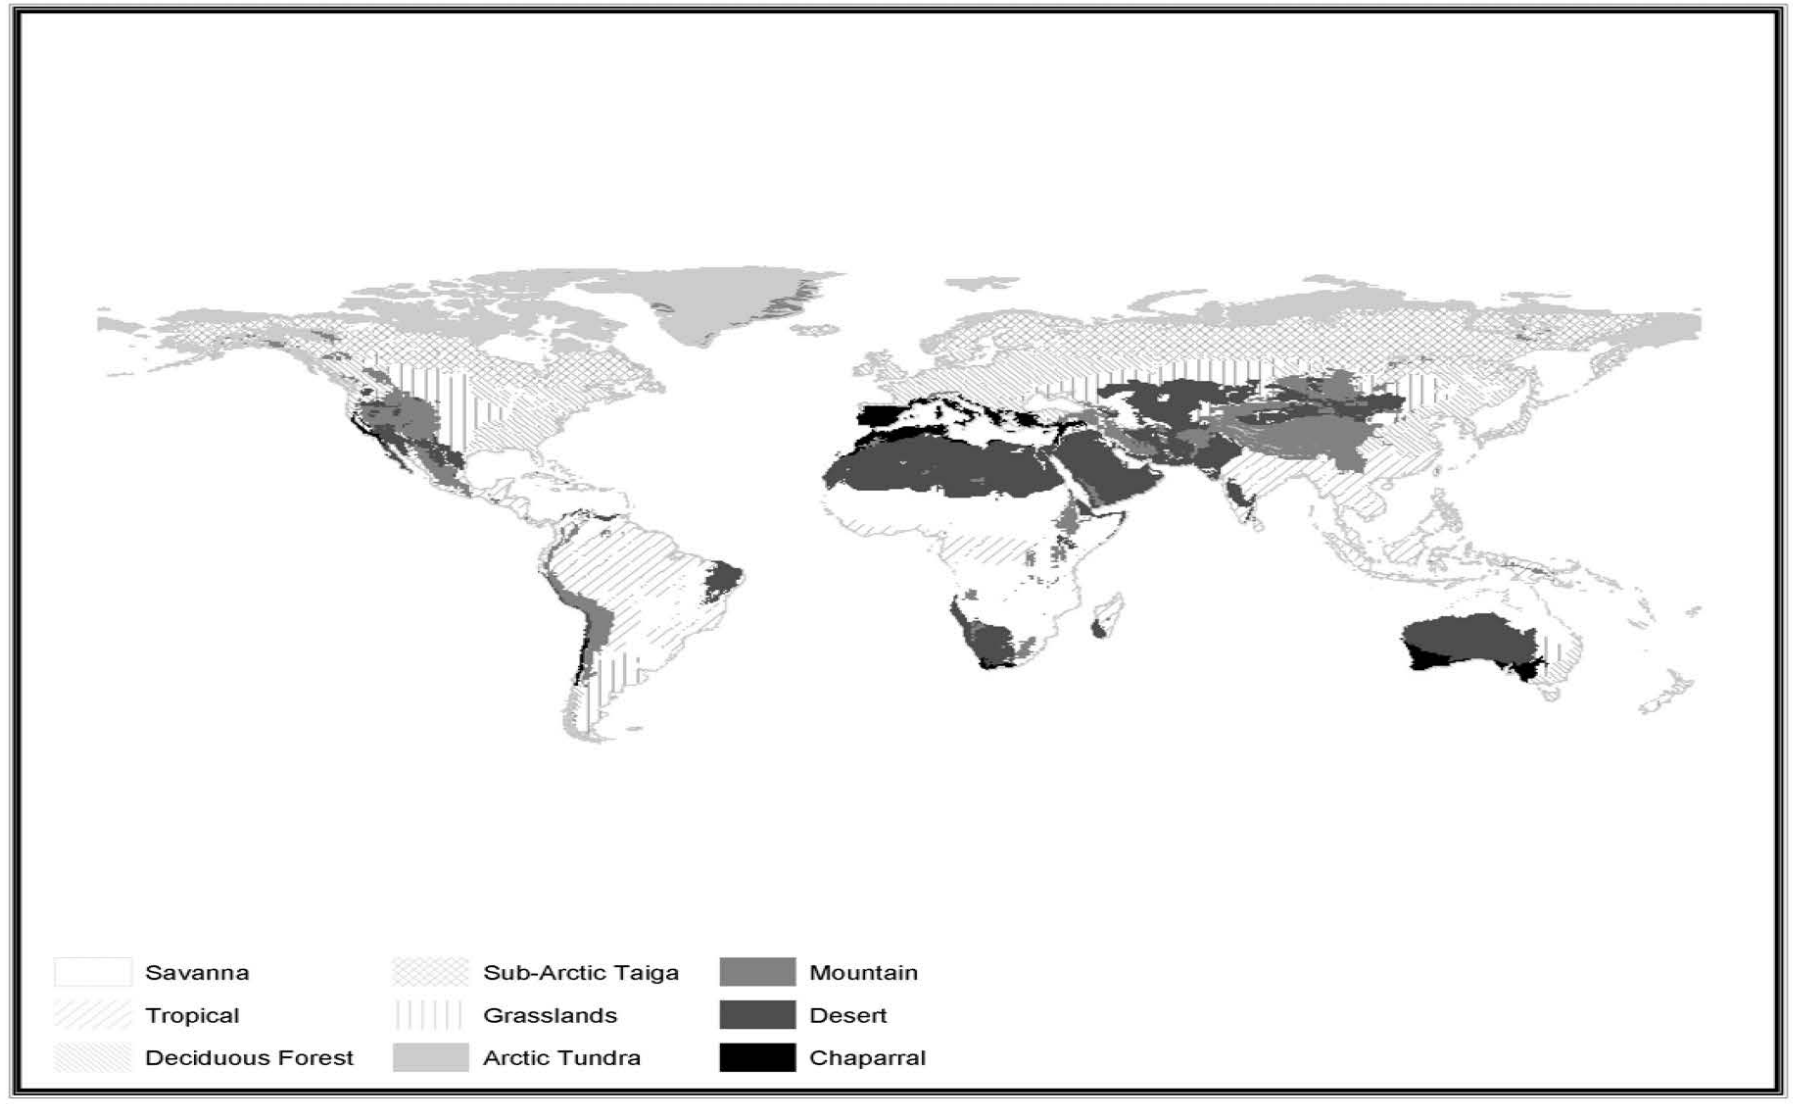 Savanna
Tropical
Deciduous Forest
Sub-Arctic Taiga
Grasslands
Arctic Tundra
Mountain
Desert
Chaparral